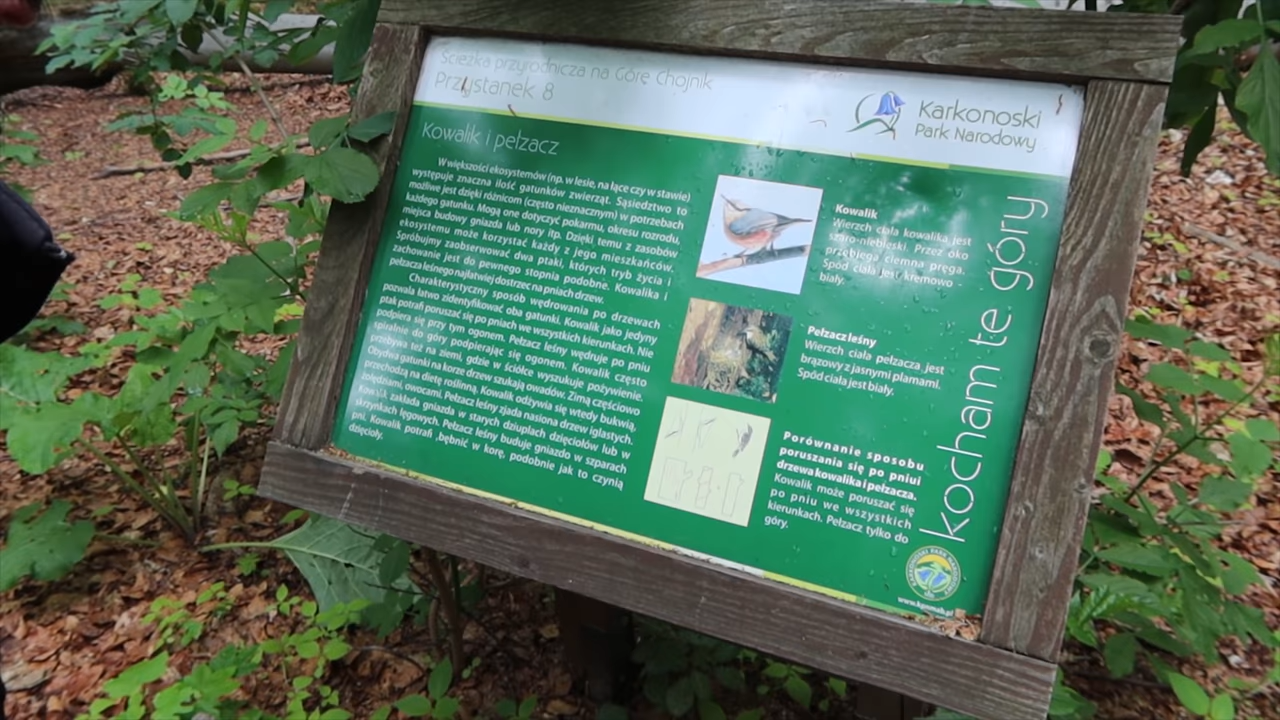 Ścieżka przyrodnicza na Górę Chojnik
Przystanek 8
Karkonoski
Park Narodowy
Kowalik i pełzacz
W większości ekosystemów (np. w lesie, na łące czy w stawie)
występuje znaczna ilość gatunków zwierząt. Sąsiedztwo to
możliwe jest dzięki różnicom (często nieznacznym) w potrzebach
każdego gatunku. Mogą one dotyczyć pokarmu, okresu rozrodu,
miejsca budowy gniazda lub nory itp. Dzięki temu z zasobów
ekosystemu może korzystać każdy z jego mieszkańców.
Spróbujmy zaobserwować dwa ptaki, których tryb życia i
zachowanie jest do pewnego stopnia podobne. Kowalika i
pełzacza leśnego najłatwiej dostrzec na pniach drzew.
Charakterystyczny sposób wędrowania po drzewach
pozwala łatwo zidentyfikować oba gatunki. Kowalik jako jedyny
ptak potrafi poruszać się po pniach we wszystkich kierunkach. Nie
podpiera się przy tym ogonem. Pełzacz leśny wędruje po pniu
spiralnie do góry podpierając się ogonem. Kowalik często
przebywa też na ziemi, gdzie w ściółce wyszukuje pożywienie.
Obydwa gatunki na korze drzew szukają owadów. Zimą częściowo
przechodzą na dietę roślinną. Kowalik odżywia się wtedy bukwią,
żołędziami, owocami. Pełzacz leśny zjada nasiona drzew iglastych.
Kowalik zakłada gniazda w starych dziuplach dzięciołów lub w
skrzynkach lęgowych. Pełzacz leśny buduje gniazdo w szparach
pni. Kowalik potrafi „bębnić w korę, podobnie jak to czynią
dzięcioły.
Kowalik
Wierzch ciała kowalika jest
szaro-niebieski. Przez oko
przebiega ciemna pręga.
Spód ciała jest kremowo -
biały.
Pełzacz leśny
Wierzch ciała pełzacza jest
brązowy z jasnymi plamami.
Spód ciała jest biały.
Porównanie sposobu
poruszania się po pniu
drzewa kowalika i pełzacza.
Kowalik może poruszać się
po pniu we wszystkich
kierunkach. Pełzacz tylko do
góry.
kocham te góry
KARKONOSKI PARK NARODOWY
www.kpnmab.pl